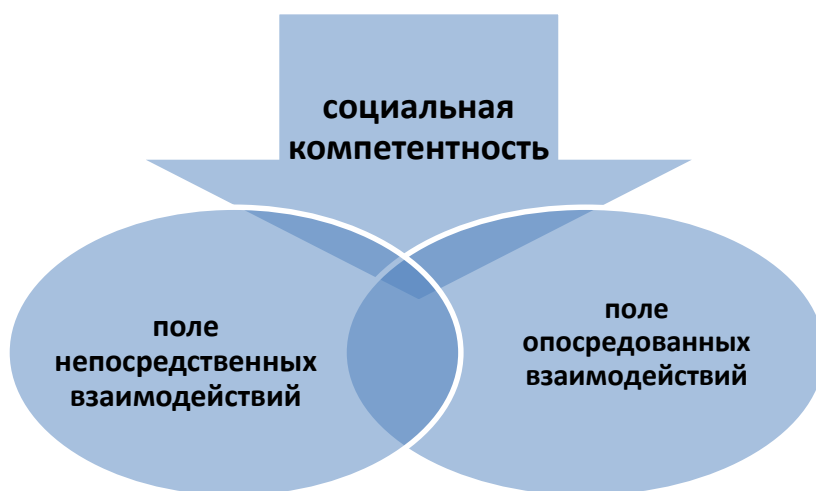 социальная
компетентность
поле
непосредственных
взаимодействий
поле
опосредованных
взаимодействий